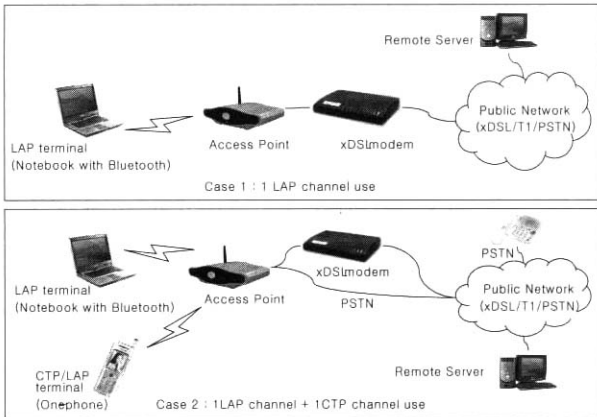 Remote Server
Public Network
(xDSL/T1/PSTN)
LAP terminal
(Notebook with Bluetooth)
Access Point
xDSLmodem
Case 1 : 1 LAP channel use
PSTN
xDSLmodem
LAP terminal
(Notebook with Bluetooth)
Access Point
PSTN
Public Network
(xDSL/T1/PSTN)
CTP/LAP
terminal
(Onephone)
Remote Server
Case 2 : 1LAP channel + 1CTP channel use